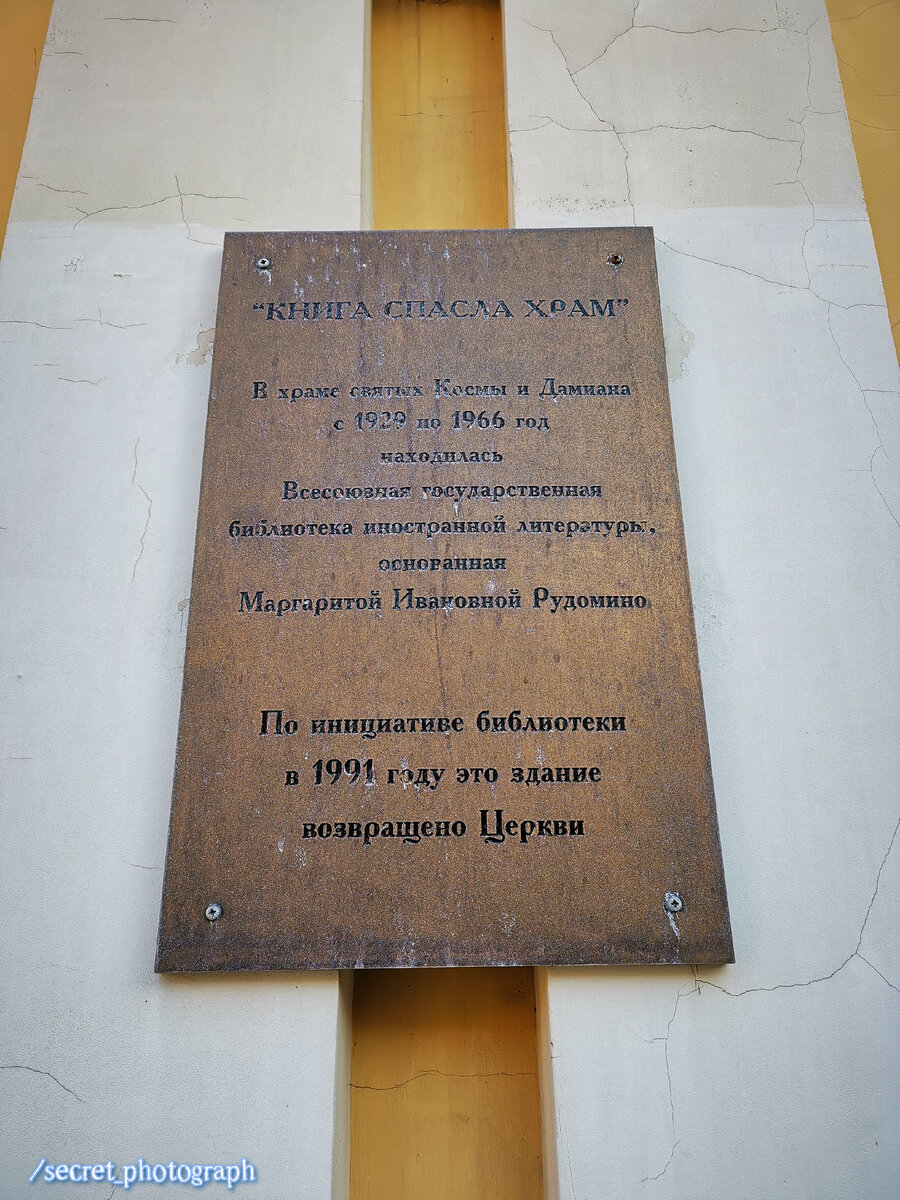 “КНИГА СПАСЛА ХРАМ”
В храме святых Космы и Дамиана
с 1929 по 1966 год
находилась
Всесоюзная государственная
библиотека иностранной литературы,
основанная
Маргаритой Ивановной Рудомино
По инициативе библиотеки
в 1991 году это здание
возвращено Церкви
/secret_photograph